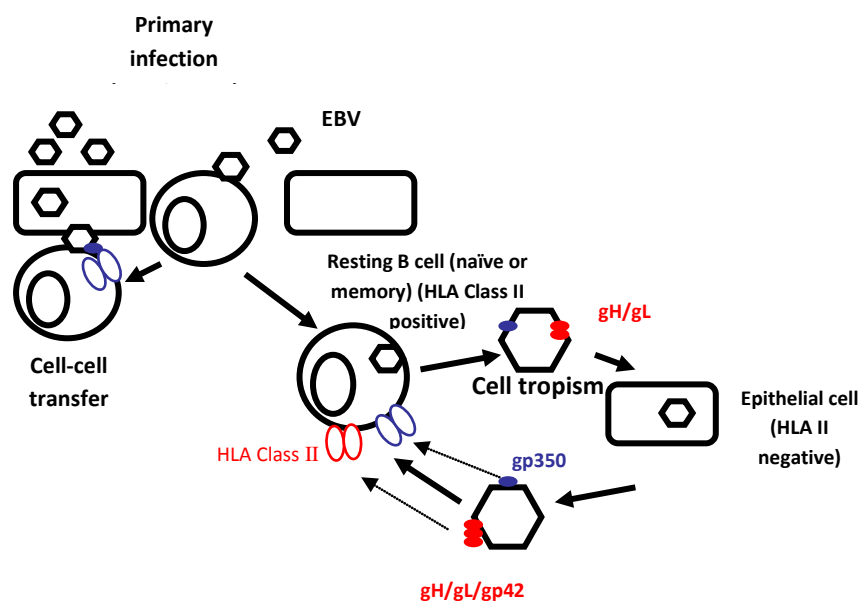 Primary
infection
EBV
Resting B cell (naïve or
memory) (HLA Class II
positive)
gH/gL
Cell-cell
transfer
Cell tropism
Epithelial cell
(HLA II
negative)
HLA Class II
gp350
gH/gL/gp42